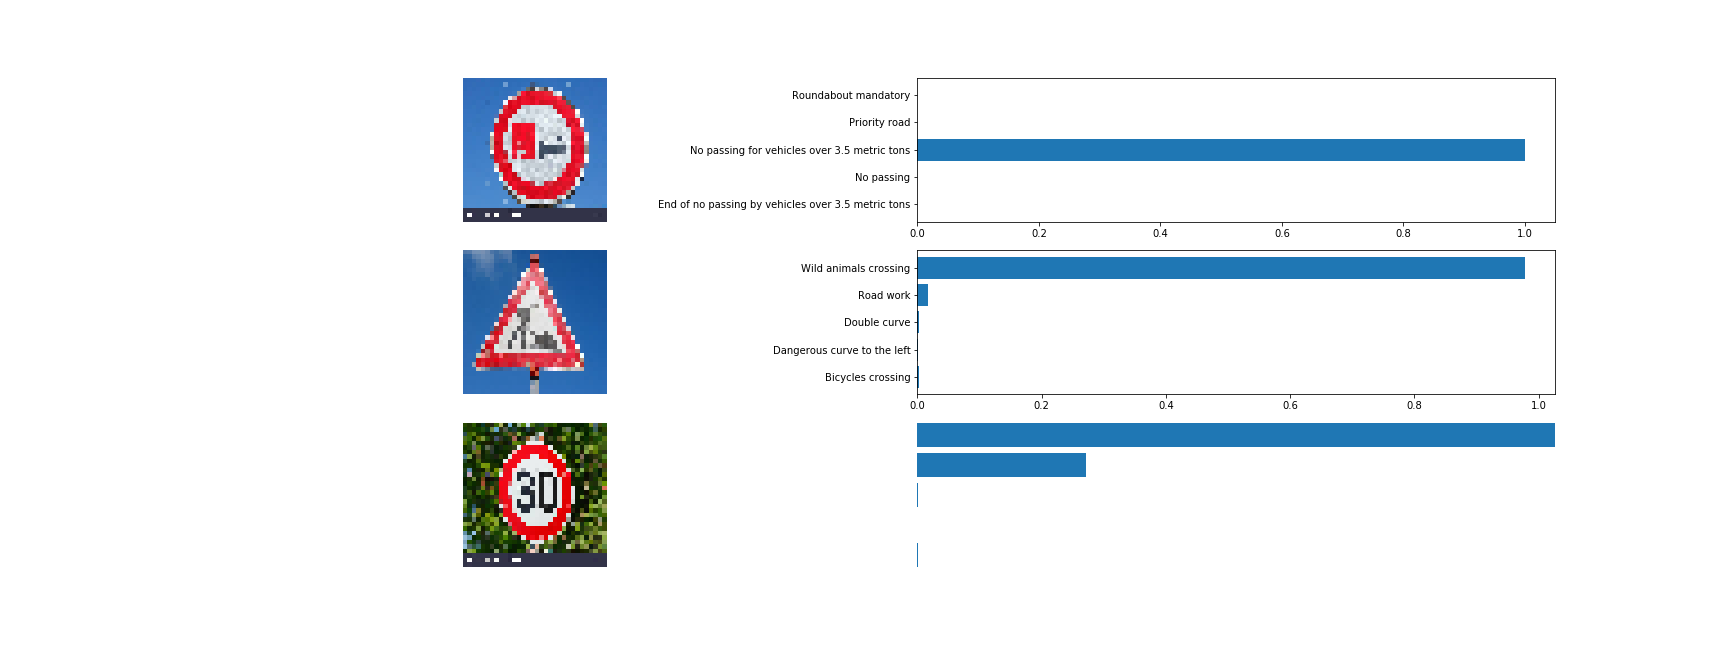 Roundabout mandatory
Priority road
No passing for vehicles over 3.5 metric tons
No passing
End of no passing by vehicles over 3.5 metric tons
0.0 0.2 0.4 0.6 0.8 1.0
Wild animals crossing
Road work
Double curve
Dangerous curve to the left
Bicycles crossing
0.0 0.2 0.4 0.6 0.8 1.0
30